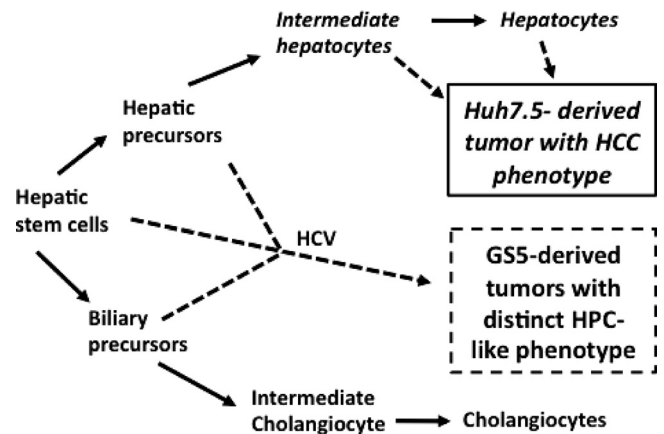 Intermediate
hepatocytes
Hepatocytes
Hepatic
precursors
Huh7.5- derived
tumor with HCC
phenotype
Hepatic
stem cells
HCV
GS5-derived
tumors with
distinct HPC-
like phenotype
Biliary
precursors
Intermediate
Cholangiocyte
Cholangiocytes